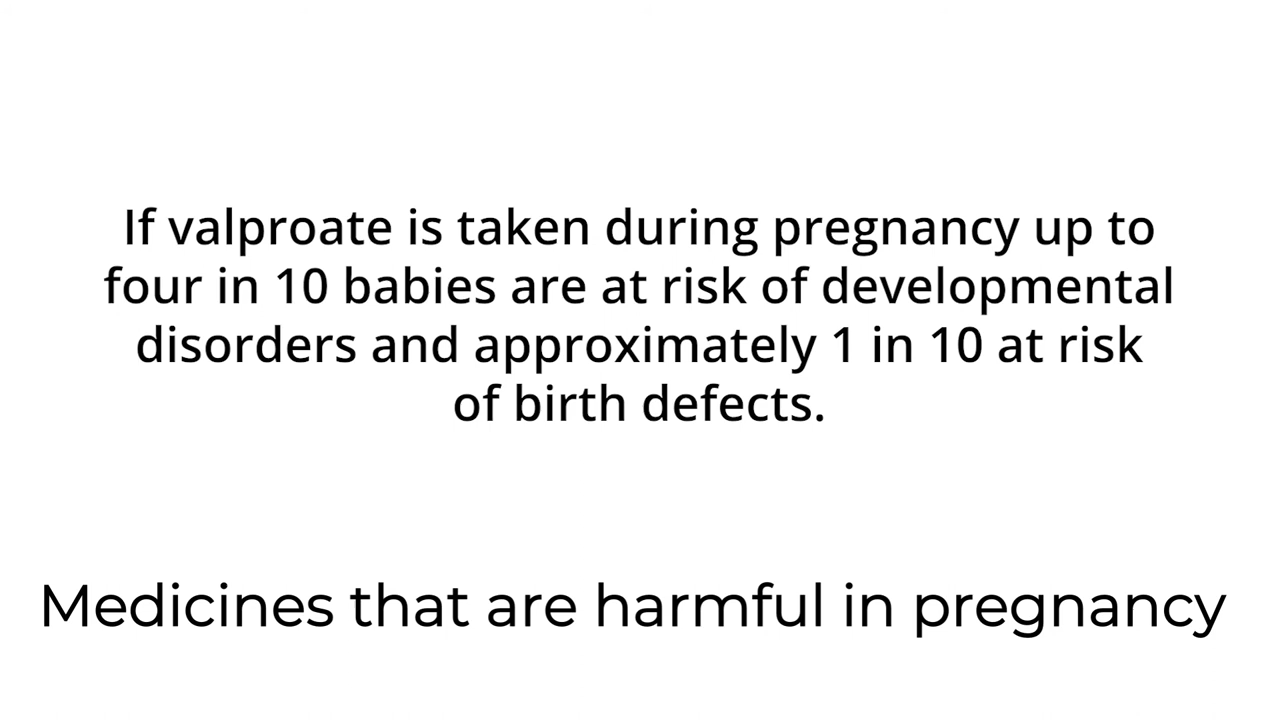 If valproate is taken during pregnancy up to
four in 10 babies are at risk of developmental
disorders and approximately 1 in 10 at risk
of birth defects.
Medicines that are harmful in pregnancy